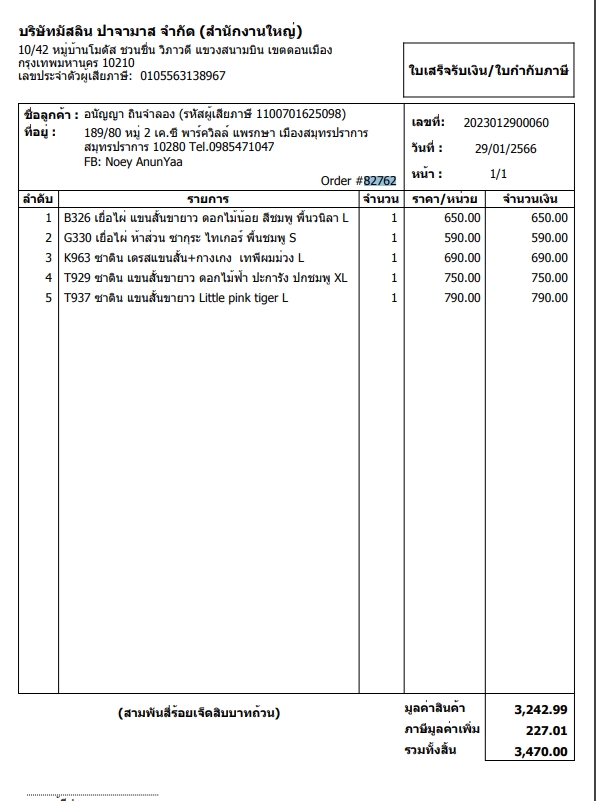 บริษัทมัสลิน ปาจามาส จำกัด (สำนักงานใหญ่)
10/42 หมู่บ้านโมดัส ชวนชื่น วิภาวดี แขวงสนามบิน เขตดอนเมือง
กรุงเทพมหานคร 10210
เลขประจำตัวผู้เสียภาษี: 0105563138967
ใบเสร็จรับเงิน/ใบกำกับภาษี
ชื่อลูกค้า : อนัญญา ถินจำลอง (รหัสผู้เสียภาษี 1100701625098)
ที่อยู่ : 189/80 หมู่ 2 เค.ซี พาร์ควิลล์ แพรกษา เมืองสมุทรปราการ
สมุทรปราการ 10280 Tel.0985471047
FB: Noey AnunYaa
Order #82762
เลขที่: 2023012900060
วันที่ : 29/01/2566
หน้า : 1/1
ลำดับ รายการ จำนวน ราคา/หน่วย จำนวนเงิน
1 B326 เยื่อไผ่ แขนสั้นขายาว ดอกไม้น้อย สีชมพู พื้นวนิลา L 1 650.00 650.00
2 G330 เยื่อไผ่ ห้าส่วน ซากุระ ไทเกอร์ พื้นชมพู S 1 590.00 590.00
3 K963 ซาติน เดรสแขนสั้น+กางเกง เทพีผมม่วง L 1 690.00 690.00
4 T929 ซาติน แขนสั้นขายาว ดอกไม้ฟ้า ปะการัง ปกชมพู XL 1 750.00 750.00
5 T937 ซาติน แขนสั้นขายาว Little pink tiger L 1 790.00 790.00
(สามพันสี่ร้อยเจ็ดสิบบาทถ้วน)
มูลค่าสินค้า 3,242.99
ภาษีมูลค่าเพิ่ม 227.01
รวมทั้งสิ้น 3,470.00